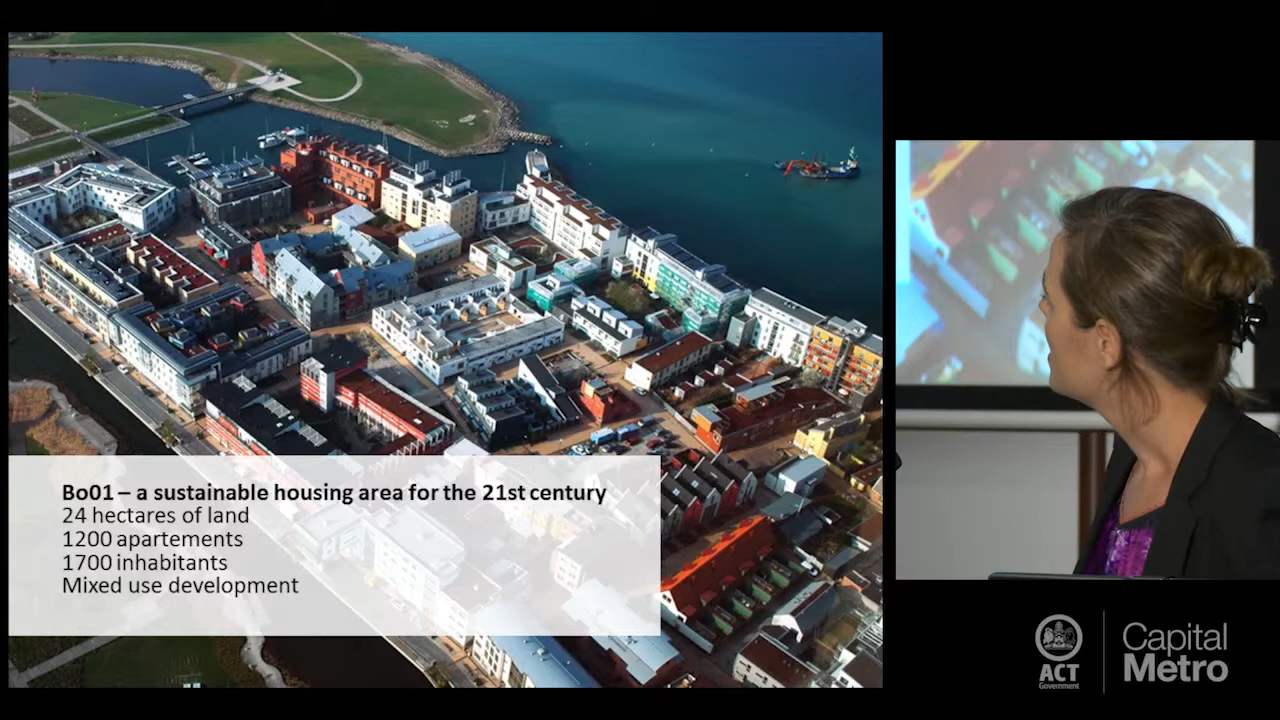 Bo01 – a sustainable housing area for the 21st century
24 hectares of land
1200 apartements
1700 inhabitants
Mixed use development
ACT
Government
Capital
Metro